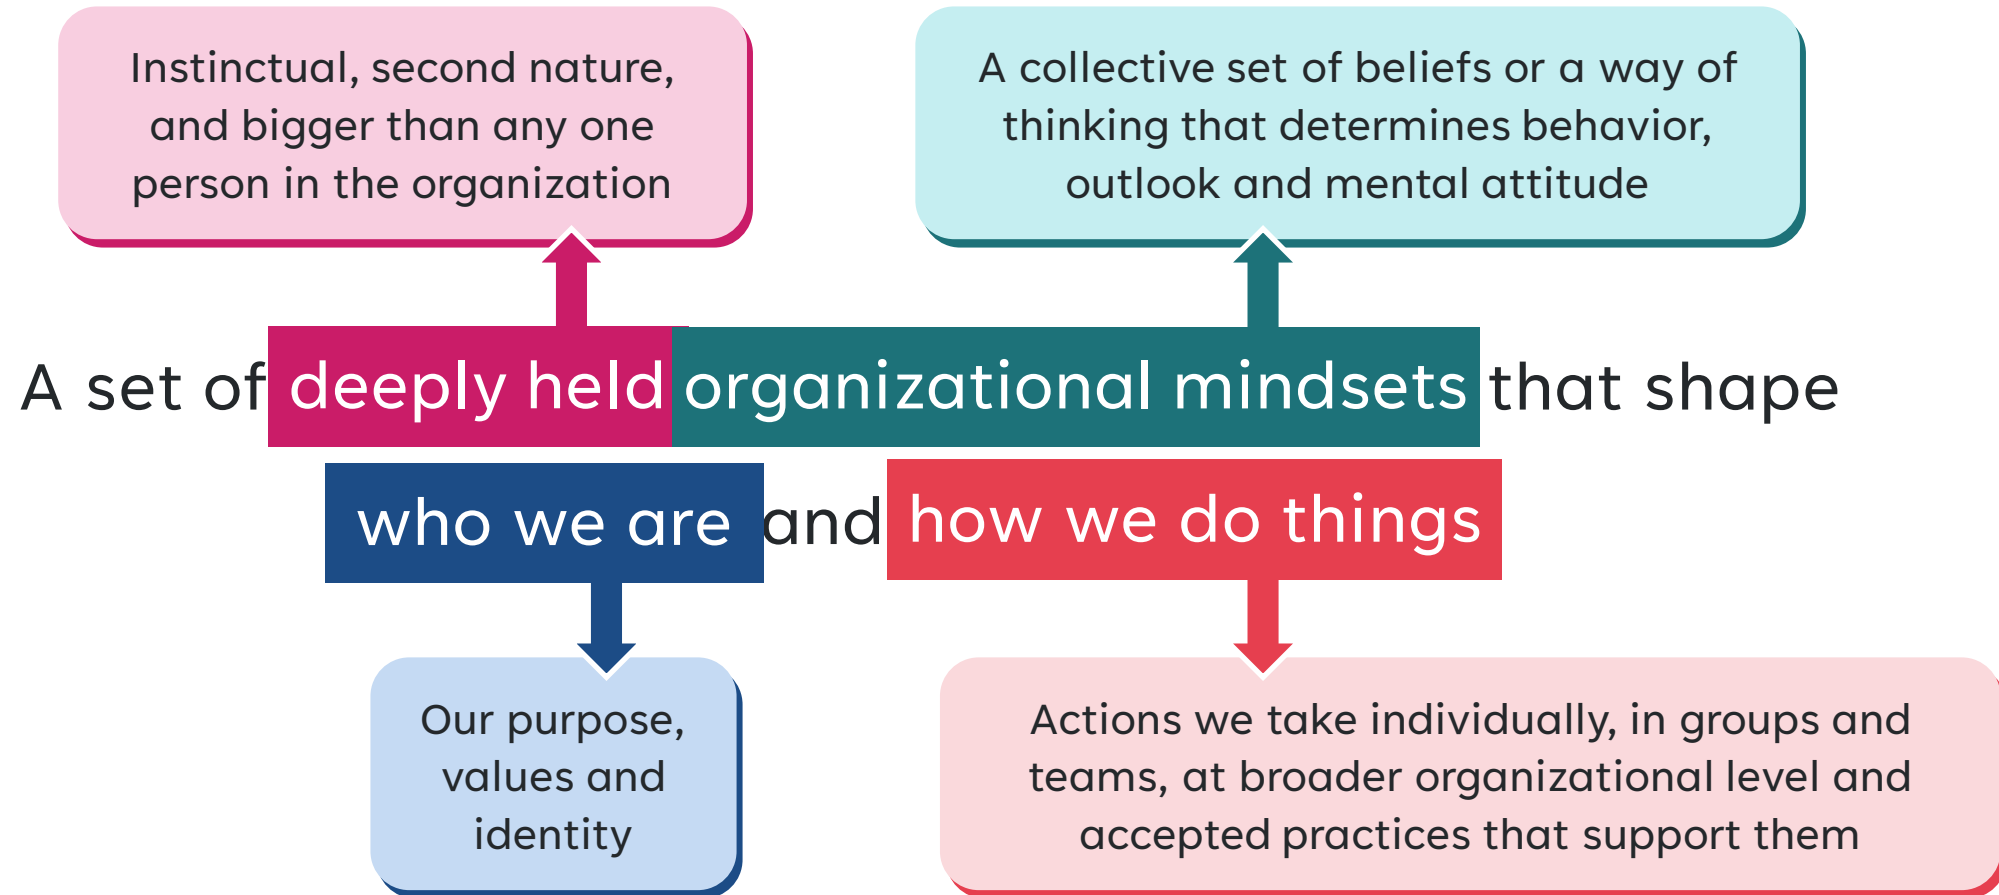 Instinctual, second nature,
and bigger than any one
person in the organization
A collective set of beliefs or a way of
thinking that determines behavior,
outlook and mental attitude
A set of deeply held organizational mindsets that shape
who we are and how we do things
Our purpose,
values and
identity
Actions we take individually, in groups and
teams, at broader organizational level and
accepted practices that support them